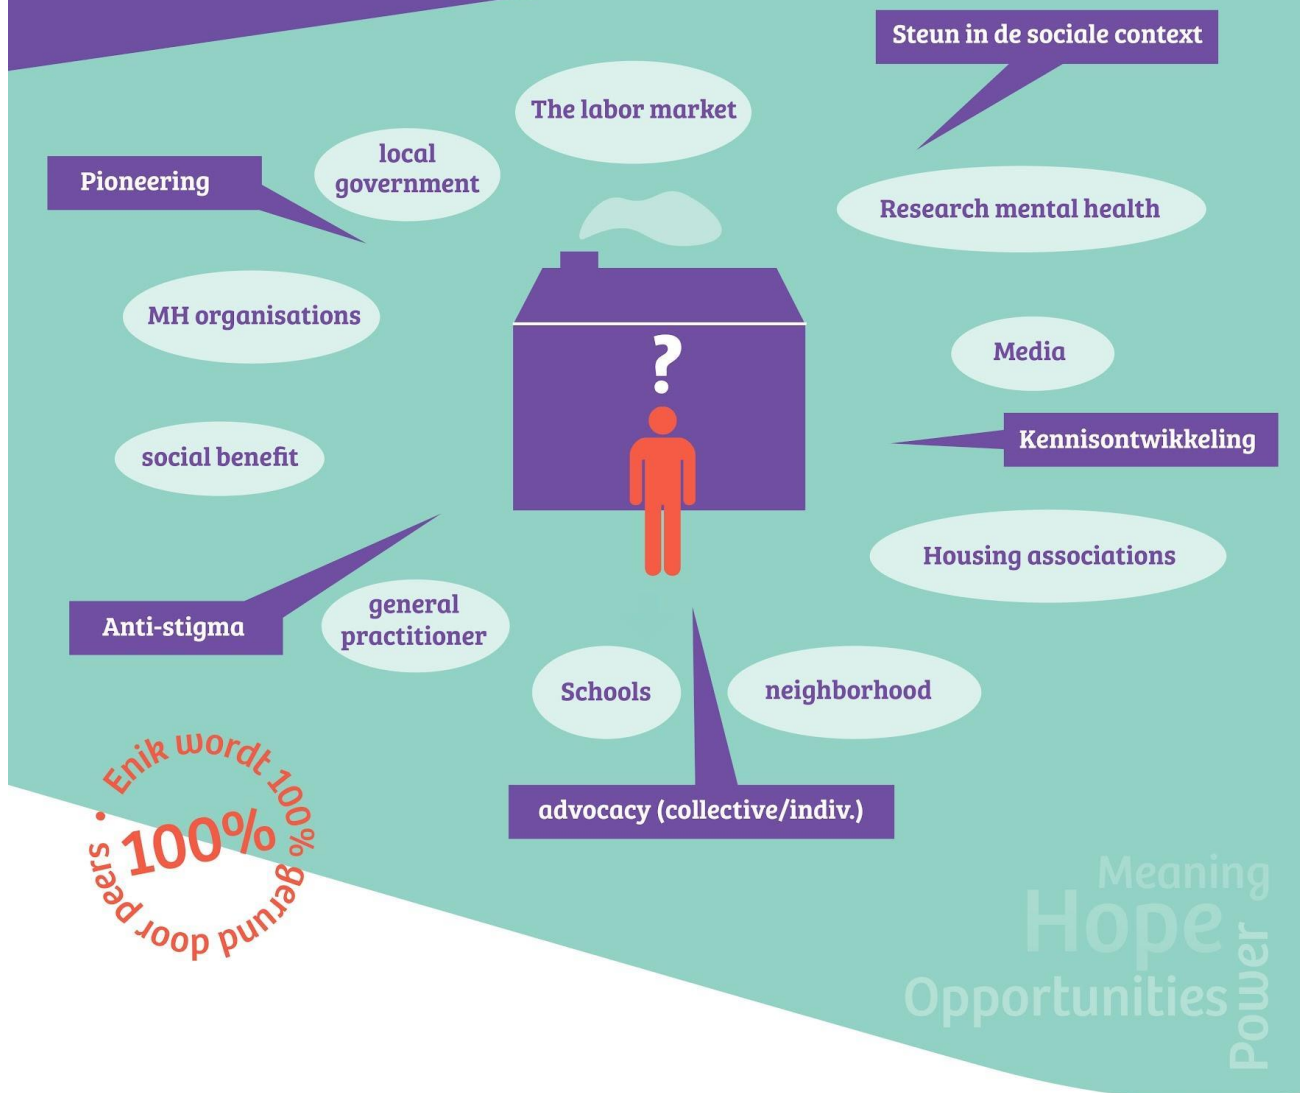 Steun in de sociale context
The labor market
local
government
Pioneering
Research mental health
MH organisations
?
Media
Kennisontwikkeling
social benefit
Housing associations
general
practitioner
Anti-stigma
Schools
neighborhood
advocacy (collective/indiv.)
Enik wordt 100% gerund door peers •
100%
Meaning
Hope
Opportunities
Power